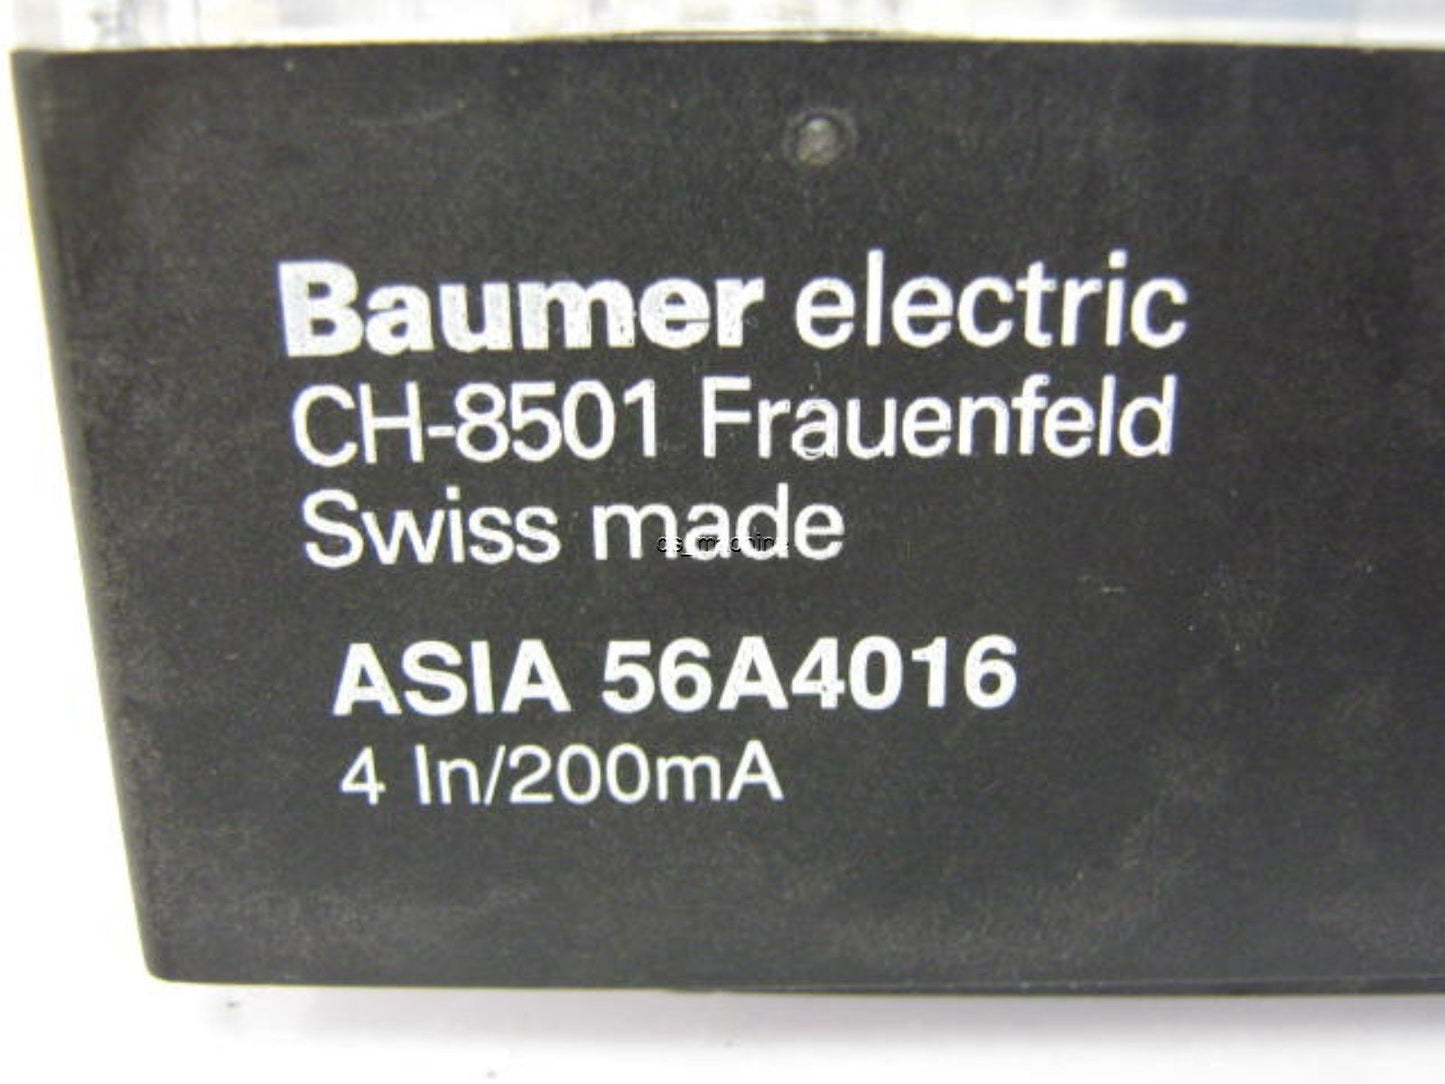 Baumer electric
CH-8501 Frauenfeld
Swiss made
ASIA 56A4016
4 In/200mA